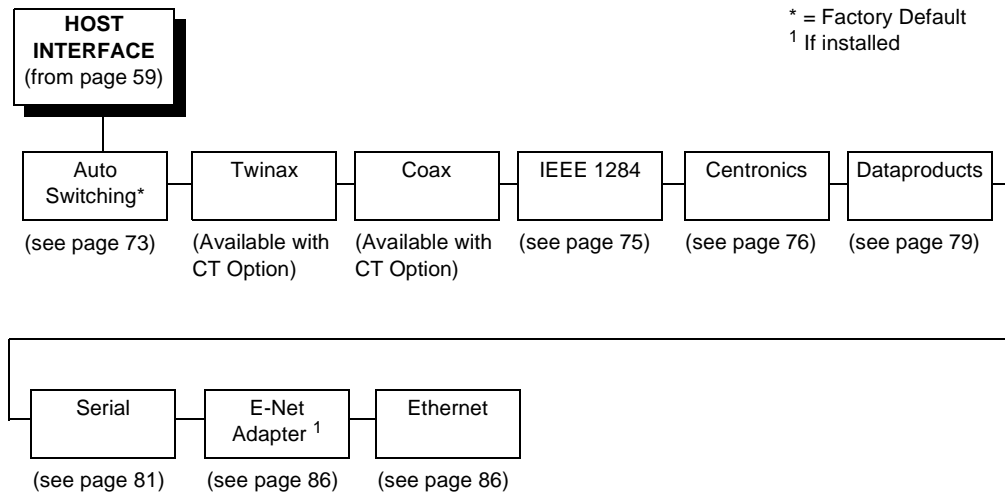 HOST
INTERFACE
(from page 59)
* = Factory Default
1 If installed
Auto
Switching*
Twinax
Coax
IEEE 1284
Centronics
Dataproducts
(see page 73)
(Available with
CT Option)
(Available with
CT Option)
(see page 75)
(see page 76)
(see page 79)
Serial
E-Net
Adapter 1
Ethernet
(see page 81)
(see page 86)
(see page 86)